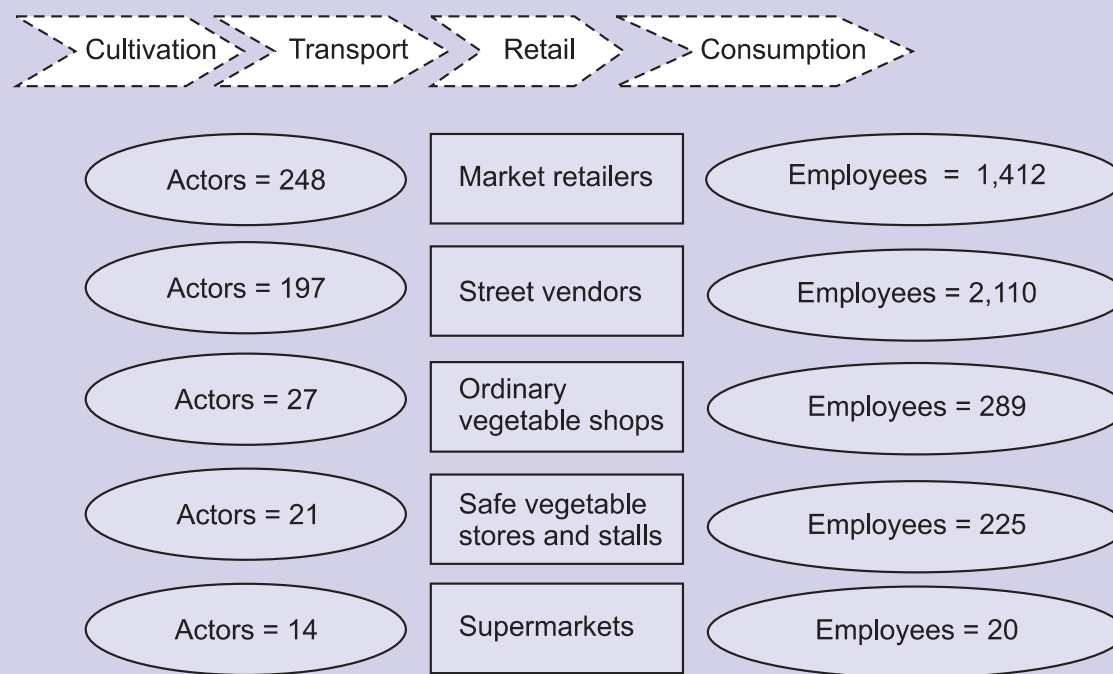 Cultivation Transport Retail Consumption
Actors = 248 Market retailers Employees = 1,412
Actors = 197 Street vendors Employees = 2,110
Actors = 27 Ordinary
vegetable shops Employees = 289
Actors = 21 Safe vegetable
stores and stalls Employees = 225
Actors = 14 Supermarkets Employees = 20